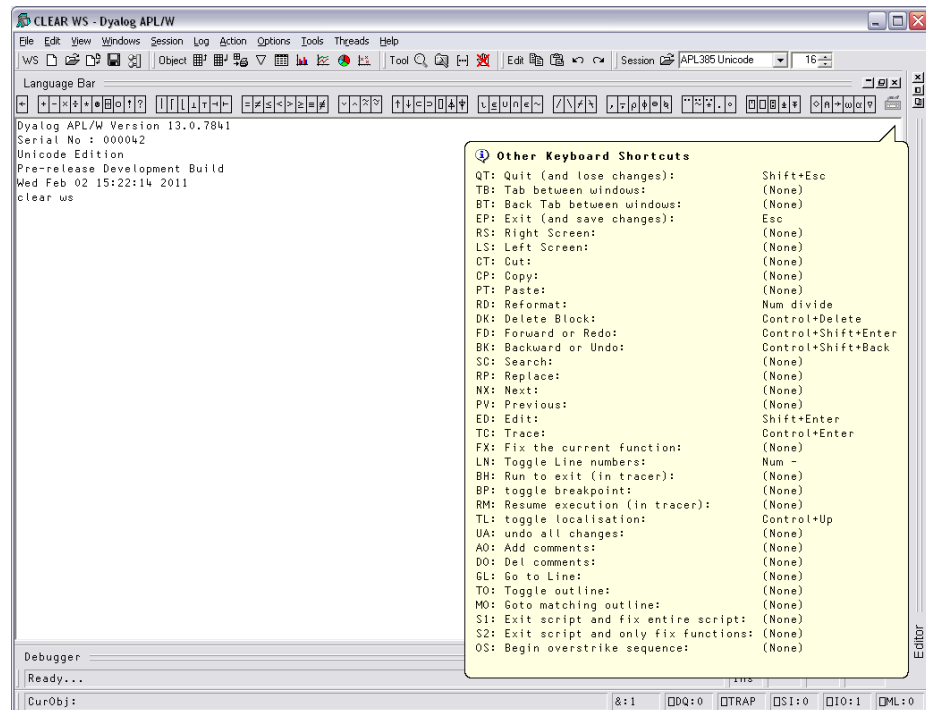 CLEAR WS - Dyalog APL/W
File Edit View Windows Session Log Action Options Tools Threads Help
WS Object Tool Edit Session APL385 Unicode 16
Language Bar
Dyalog APL/W Version 13.0.7841
Serial No : 000042
Unicode Edition
Pre-release Development Build
Wed Feb 02 15:22:14 2011
clear ws
Other Keyboard Shortcuts
QT: Quit (and lose changes): Shift+Esc
TB: Tab between windows: (None)
BT: Back Tab between windows: (None)
EP: Exit (and save changes): Esc
RS: Right Screen: (None)
LS: Left Screen: (None)
CT: Cut: (None)
CP: Copy: (None)
PT: Paste: (None)
RD: Reformat: Num divide
DK: Delete Block: Control+Delete
FD: Forward or Redo: Control+Shift+Enter
BK: Backward or Undo: Control+Shift+Back
SC: Search: (None)
RP: Replace: (None)
NX: Next: (None)
PV: Previous: (None)
ED: Edit: Shift+Enter
TC: Trace: Control+Enter
FX: Fix the current function: (None)
LN: Toggle Line numbers: Num -
BH: Run to exit (in tracer): (None)
BP: toggle breakpoint: (None)
RM: Resume execution (in tracer): (None)
TL: toggle localisation: Control+Up
UA: undo all changes: (None)
AO: Add comments: (None)
DO: Del comments: (None)
GL: Go to Line: (None)
TO: Toggle outline: (None)
MO: Goto matching outline: (None)
S1: Exit script and fix entire script: (None)
S2: Exit script and only fix functions: (None)
OS: Begin overstrike sequence: (None)
Editor
Debugger
Ready...
CurObj: &:1 ⎕DQ:0 ⎕TRAP ⎕SI:0 ⎕IO:1 ⎕ML:0